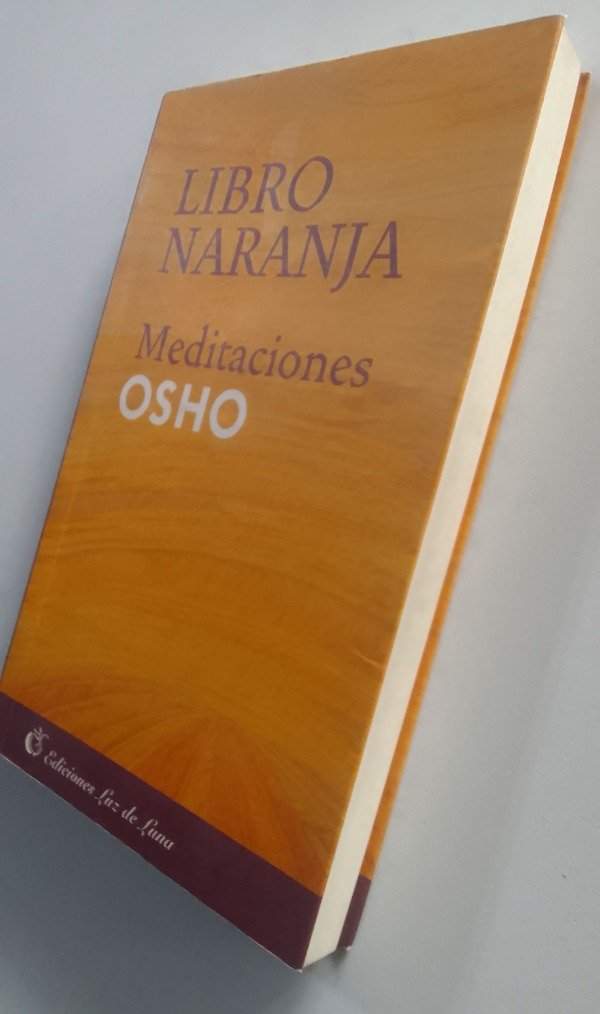 LIBRO
NARANJA
Meditaciones
OSHO
Ediciones Luz de Luna